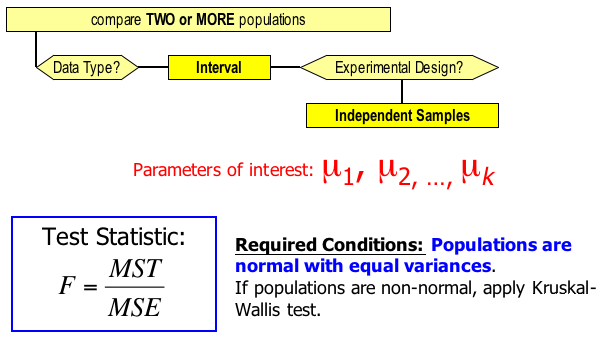 compare TWO or MORE populations
Data Type?
Interval
Experimental Design?
Independent Samples
Parameters of interest: μ1, μ2, ..., μk
Test Statistic:
F = MST / MSE
Required Conditions: Populations are
normal with equal variances.
If populations are non-normal, apply Kruskal-
Wallis test.